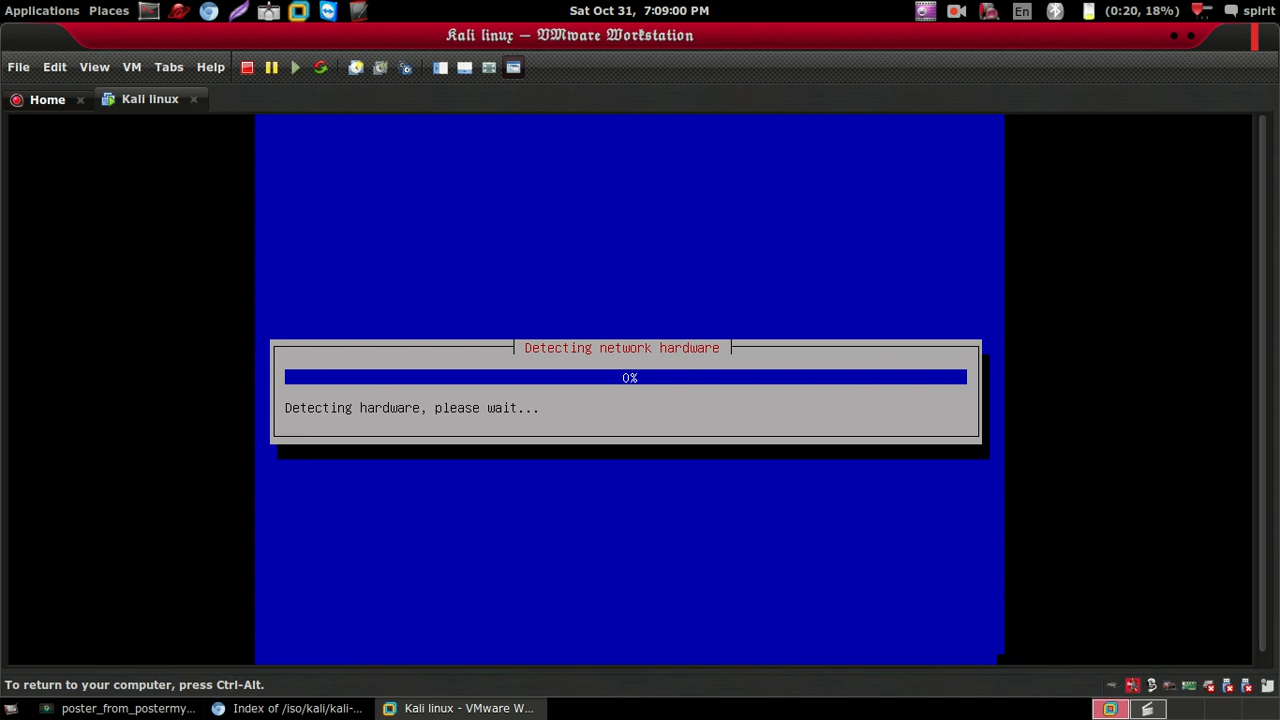 Applications Places Sat Oct 31, 7:09:00 PM En (0:20, 18%) spirit
Kali linux – VMware Workstation
File Edit View VM Tabs Help
Home × Kali linux ×
Detecting network hardware
0%
Detecting hardware, please wait...
To return to your computer, press Ctrl-Alt.
poster_from_postermy... Index of /iso/kali/kali-... Kali linux - VMware W...